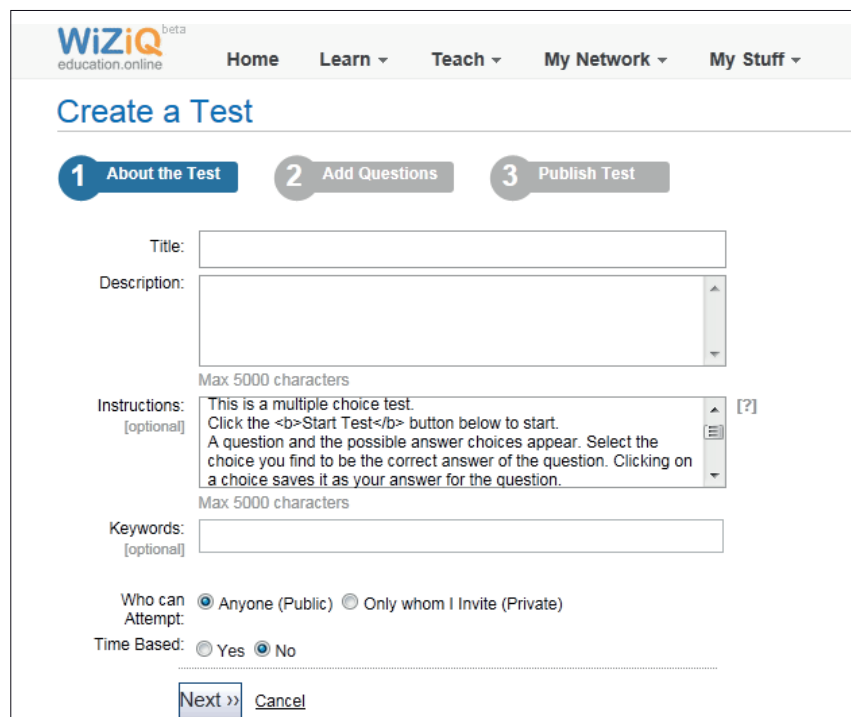 WiZiQ beta
education.online
Home Learn Teach My Network My Stuff
Create a Test
1 About the Test 2 Add Questions 3 Publish Test
Title:
Description:
Max 5000 characters
Instructions:
[optional]
This is a multiple choice test.
Click the <b>Start Test</b> button below to start.
A question and the possible answer choices appear. Select the
choice you find to be the correct answer of the question. Clicking on
a choice saves it as your answer for the question.
[?]
Max 5000 characters
Keywords:
[optional]
Who can
Attempt:
Anyone (Public) Only whom I Invite (Private)
Time Based: Yes No
Next ›› Cancel